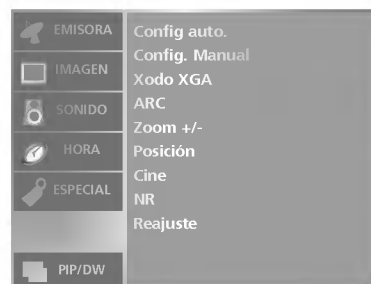 EMISORA
IMAGEN
SONIDO
HORA
ESPECIAL
PIP/DW
Config auto.
Config. Manual
Xodo XGA
ARC
Zoom +/-
Posición
Cine
NR
Reajuste